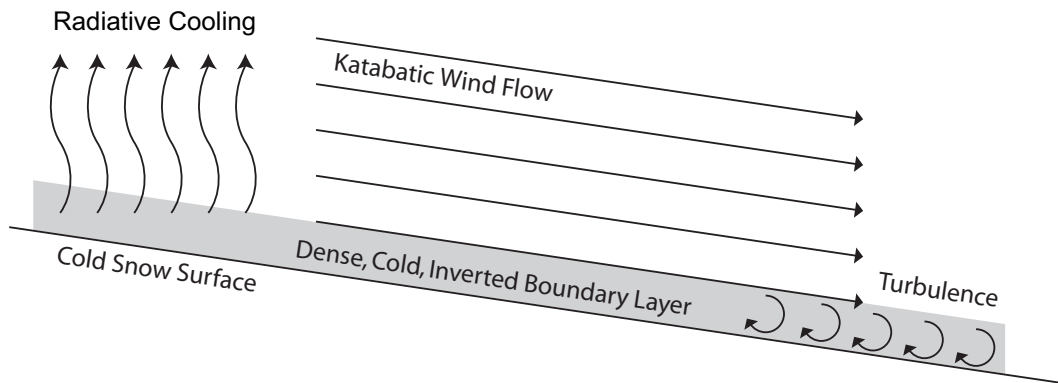 Radiative Cooling
Katabatic Wind Flow
Cold Snow Surface
Dense, Cold, Inverted Boundary Layer
Turbulence